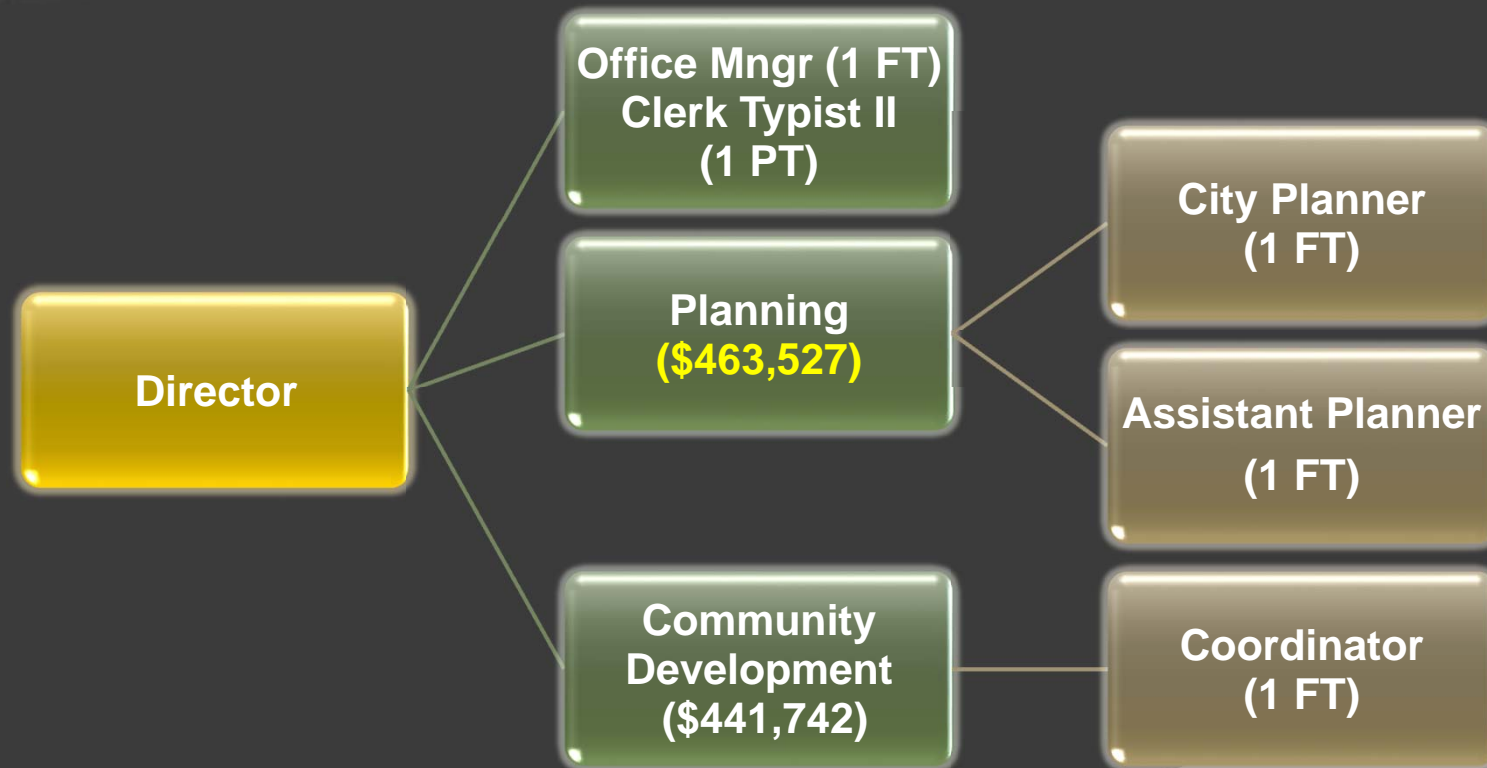 Director
Office Mngr (1 FT)
Clerk Typist II
(1 PT)
Planning
($463,527)
Community
Development
($441,742)
City Planner
(1 FT)
Assistant Planner
(1 FT)
Coordinator
(1 FT)